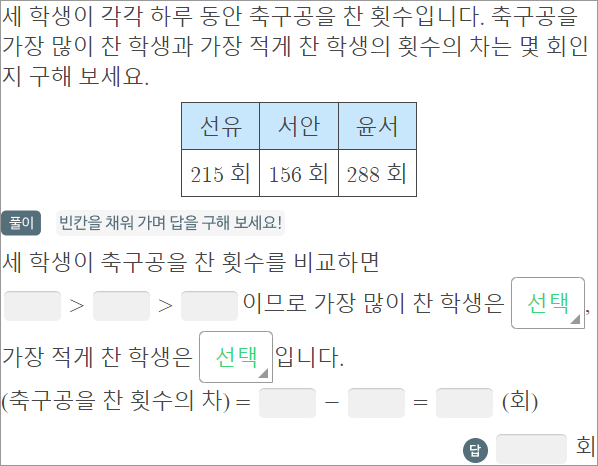 세 학생이 각각 하루 동안 축구공을 찬 횟수입니다. 축구공을
가장 많이 찬 학생과 가장 적게 찬 학생의 횟수의 차는 몇 회인
지 구해 보세요.
선유 서안 윤서
215 회 156 회 288 회
풀이 빈칸을 채워 가며 답을 구해 보세요!
세 학생이 축구공을 찬 횟수를 비교하면
> > 이므로 가장 많이 찬 학생은 선택,
가장 적게 찬 학생은 선택 입니다.
(축구공을 찬 횟수의 차) = − = (회)
답 회